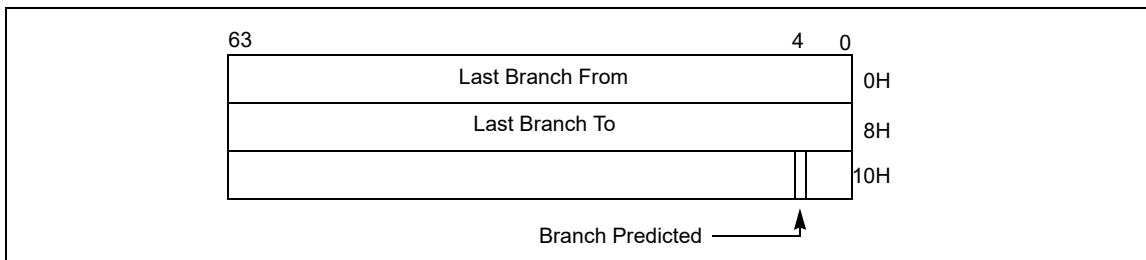 63 4 0
Last Branch From 0H
Last Branch To 8H
10H
Branch Predicted